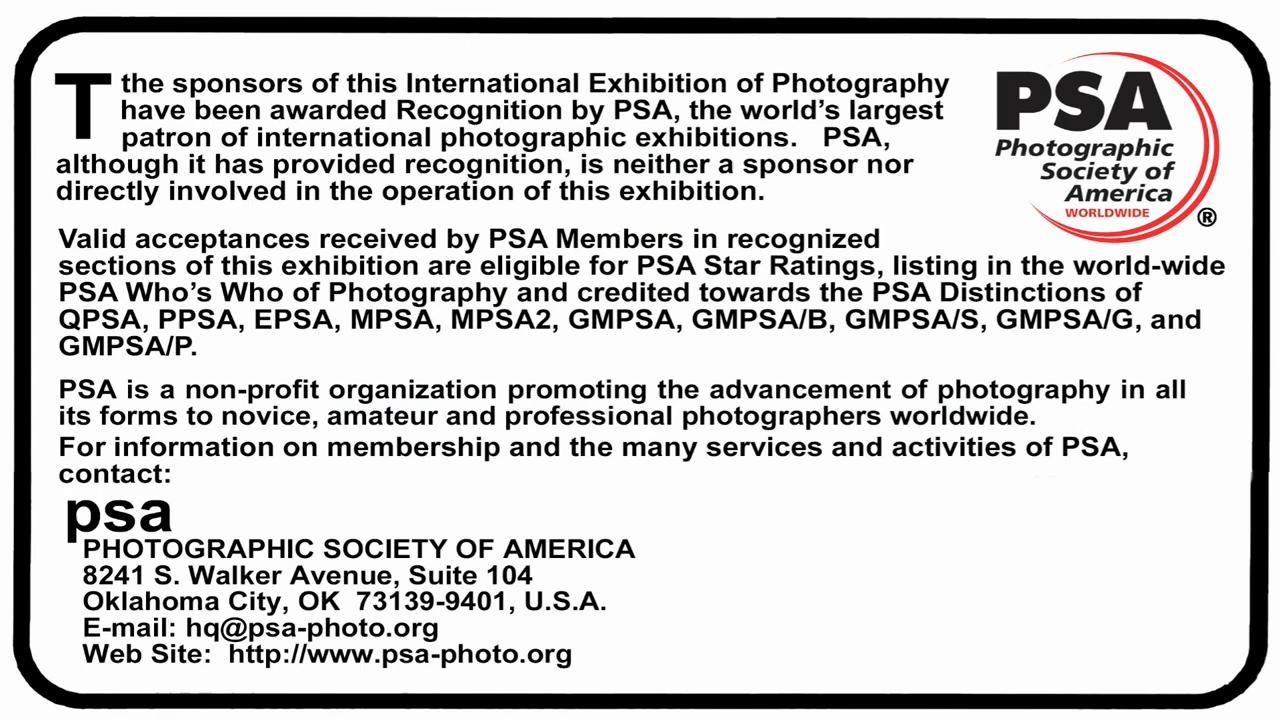 T the sponsors of this International Exhibition of Photography
have been awarded Recognition by PSA, the world's largest
patron of international photographic exhibitions.   PSA,
although it has provided recognition, is neither a sponsor nor
directly involved in the operation of this exhibition.
PSA
Photographic
Society of
America
WORLDWIDE
®
Valid acceptances received by PSA Members in recognized
sections of this exhibition are eligible for PSA Star Ratings, listing in the world-wide
PSA Who's Who of Photography and credited towards the PSA Distinctions of
QPSA, PPSA, EPSA, MPSA, MPSA2, GMPSA, GMPSA/B, GMPSA/S, GMPSA/G, and
GMPSA/P.
PSA is a non-profit organization promoting the advancement of photography in all
its forms to novice, amateur and professional photographers worldwide.
For information on membership and the many services and activities of PSA,
contact:
psa
PHOTOGRAPHIC SOCIETY OF AMERICA
8241 S. Walker Avenue, Suite 104
Oklahoma City, OK  73139-9401, U.S.A.
E-mail: hq@psa-photo.org
Web Site:  http://www.psa-photo.org